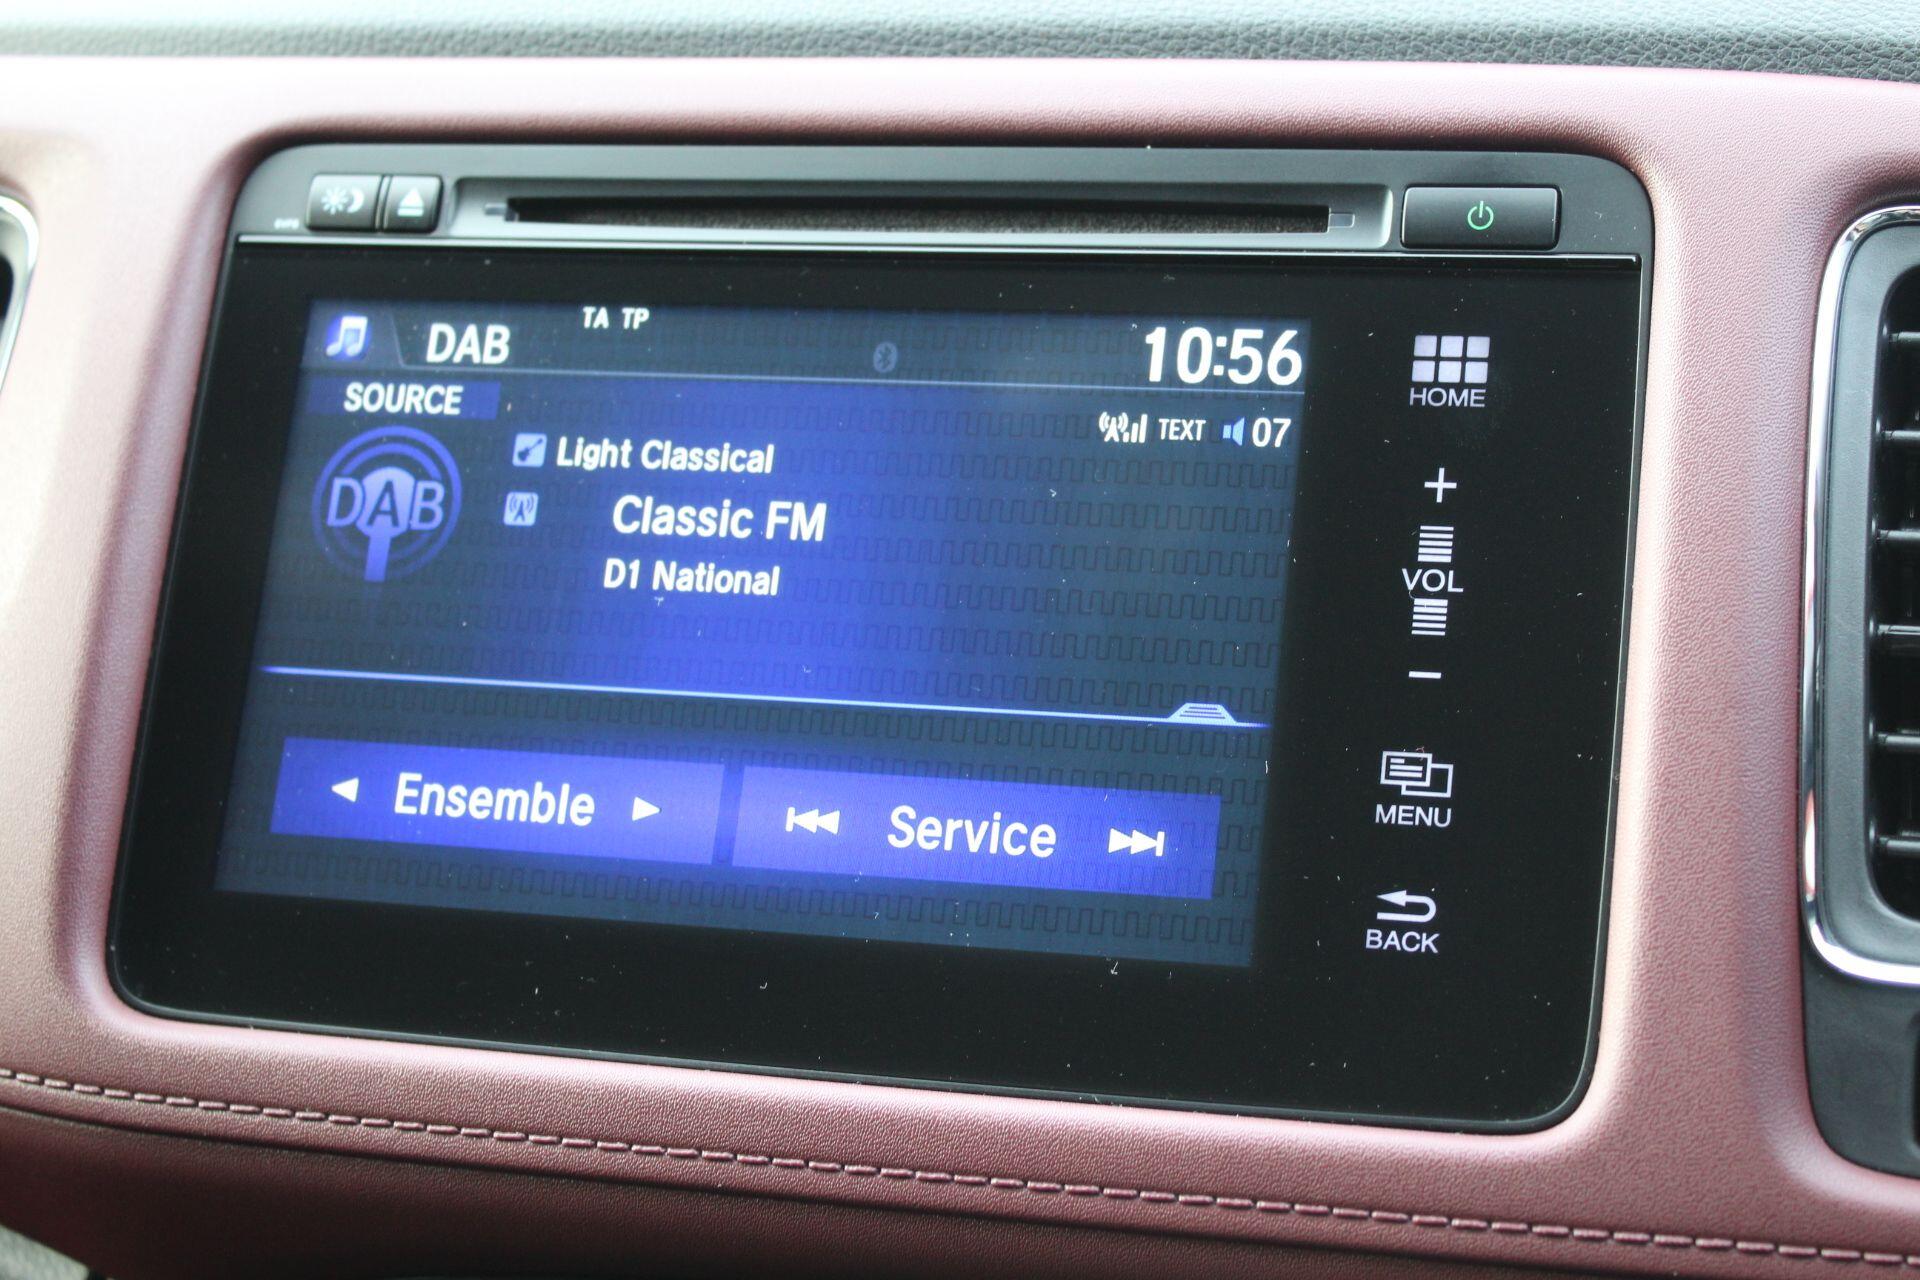 DAB
TA TP
10:56
SOURCE
TEXT 07
DAB
Light Classical
Classic FM
D1 National
Ensemble
Service
HOME
VOL
MENU
BACK